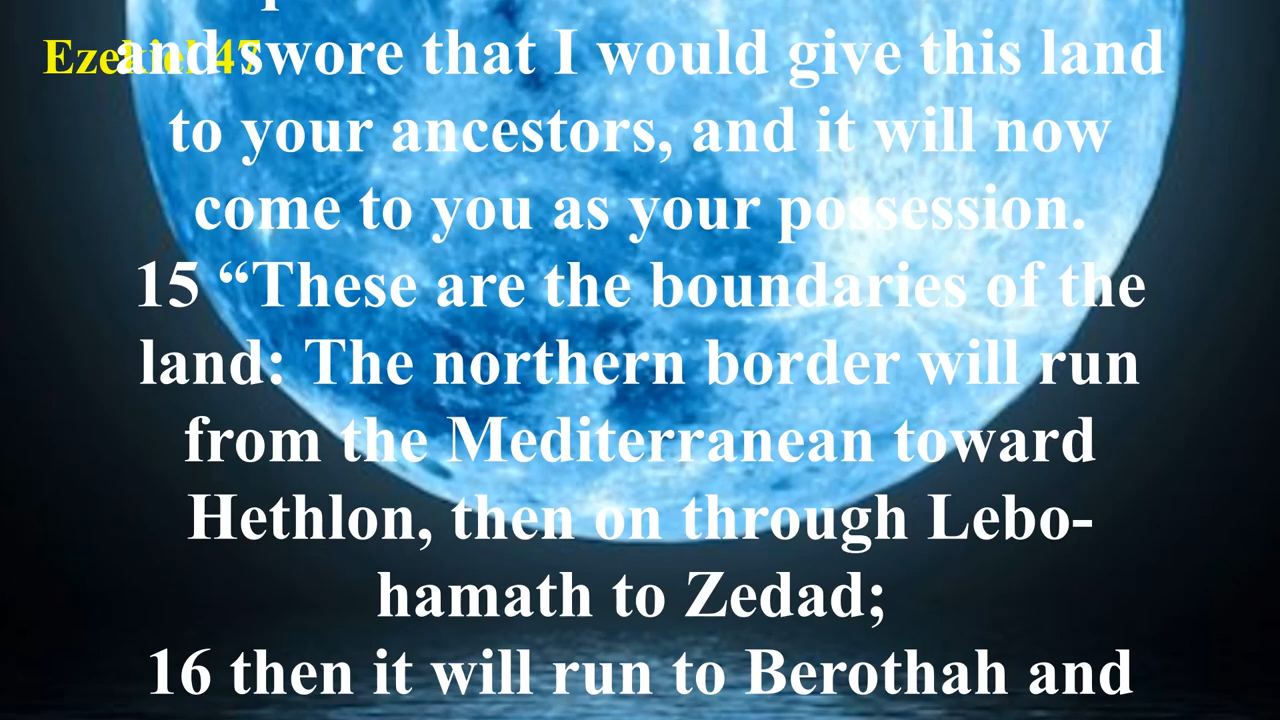 Ezekiel 47
and swore that I would give this land
to your ancestors, and it will now
come to you as your possession.
15 “These are the boundaries of the
land: The northern border will run
from the Mediterranean toward
Hethlon, then on through Lebo-
hamath to Zedad;
16 then it will run to Berothah and